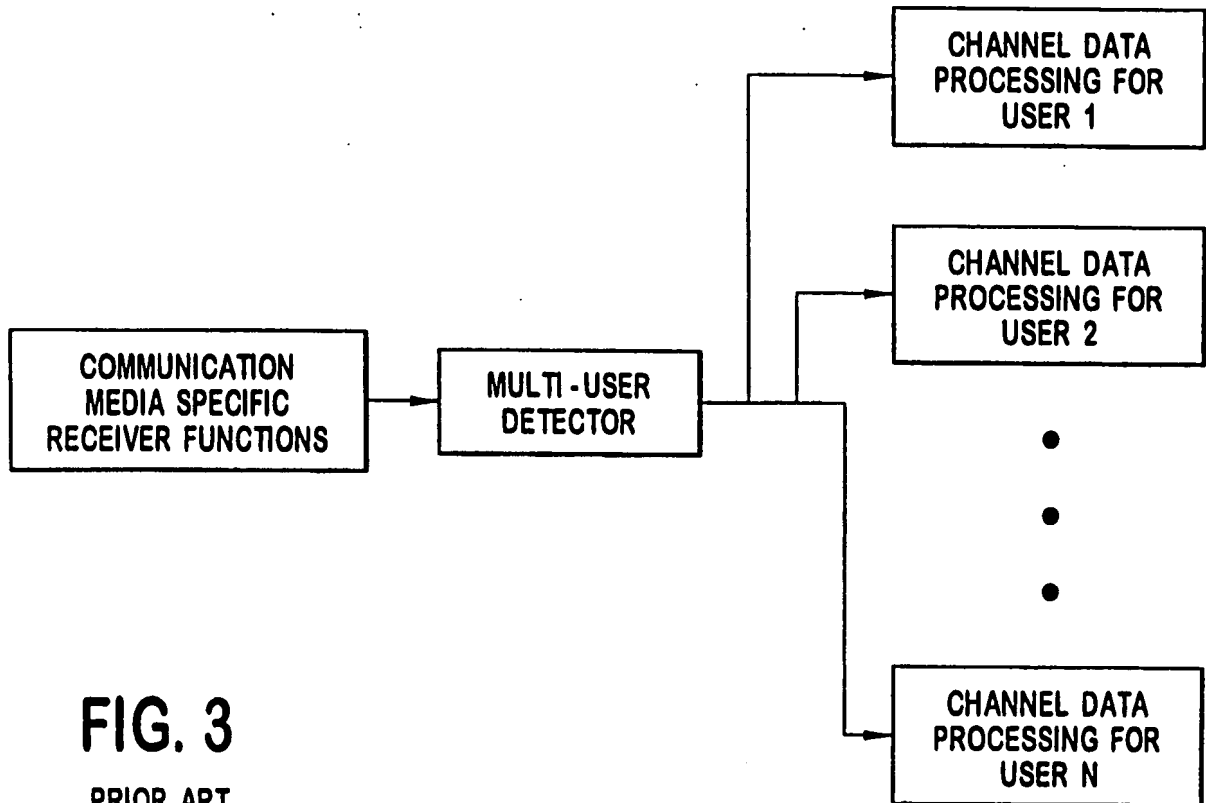 CHANNEL DATA
PROCESSING FOR
USER 1
CHANNEL DATA
PROCESSING FOR
USER 2
COMMUNICATION
MEDIA SPECIFIC
RECEIVER FUNCTIONS
MULTI-USER
DETECTOR
CHANNEL DATA
PROCESSING FOR
USER N
FIG. 3
PRIOR ART